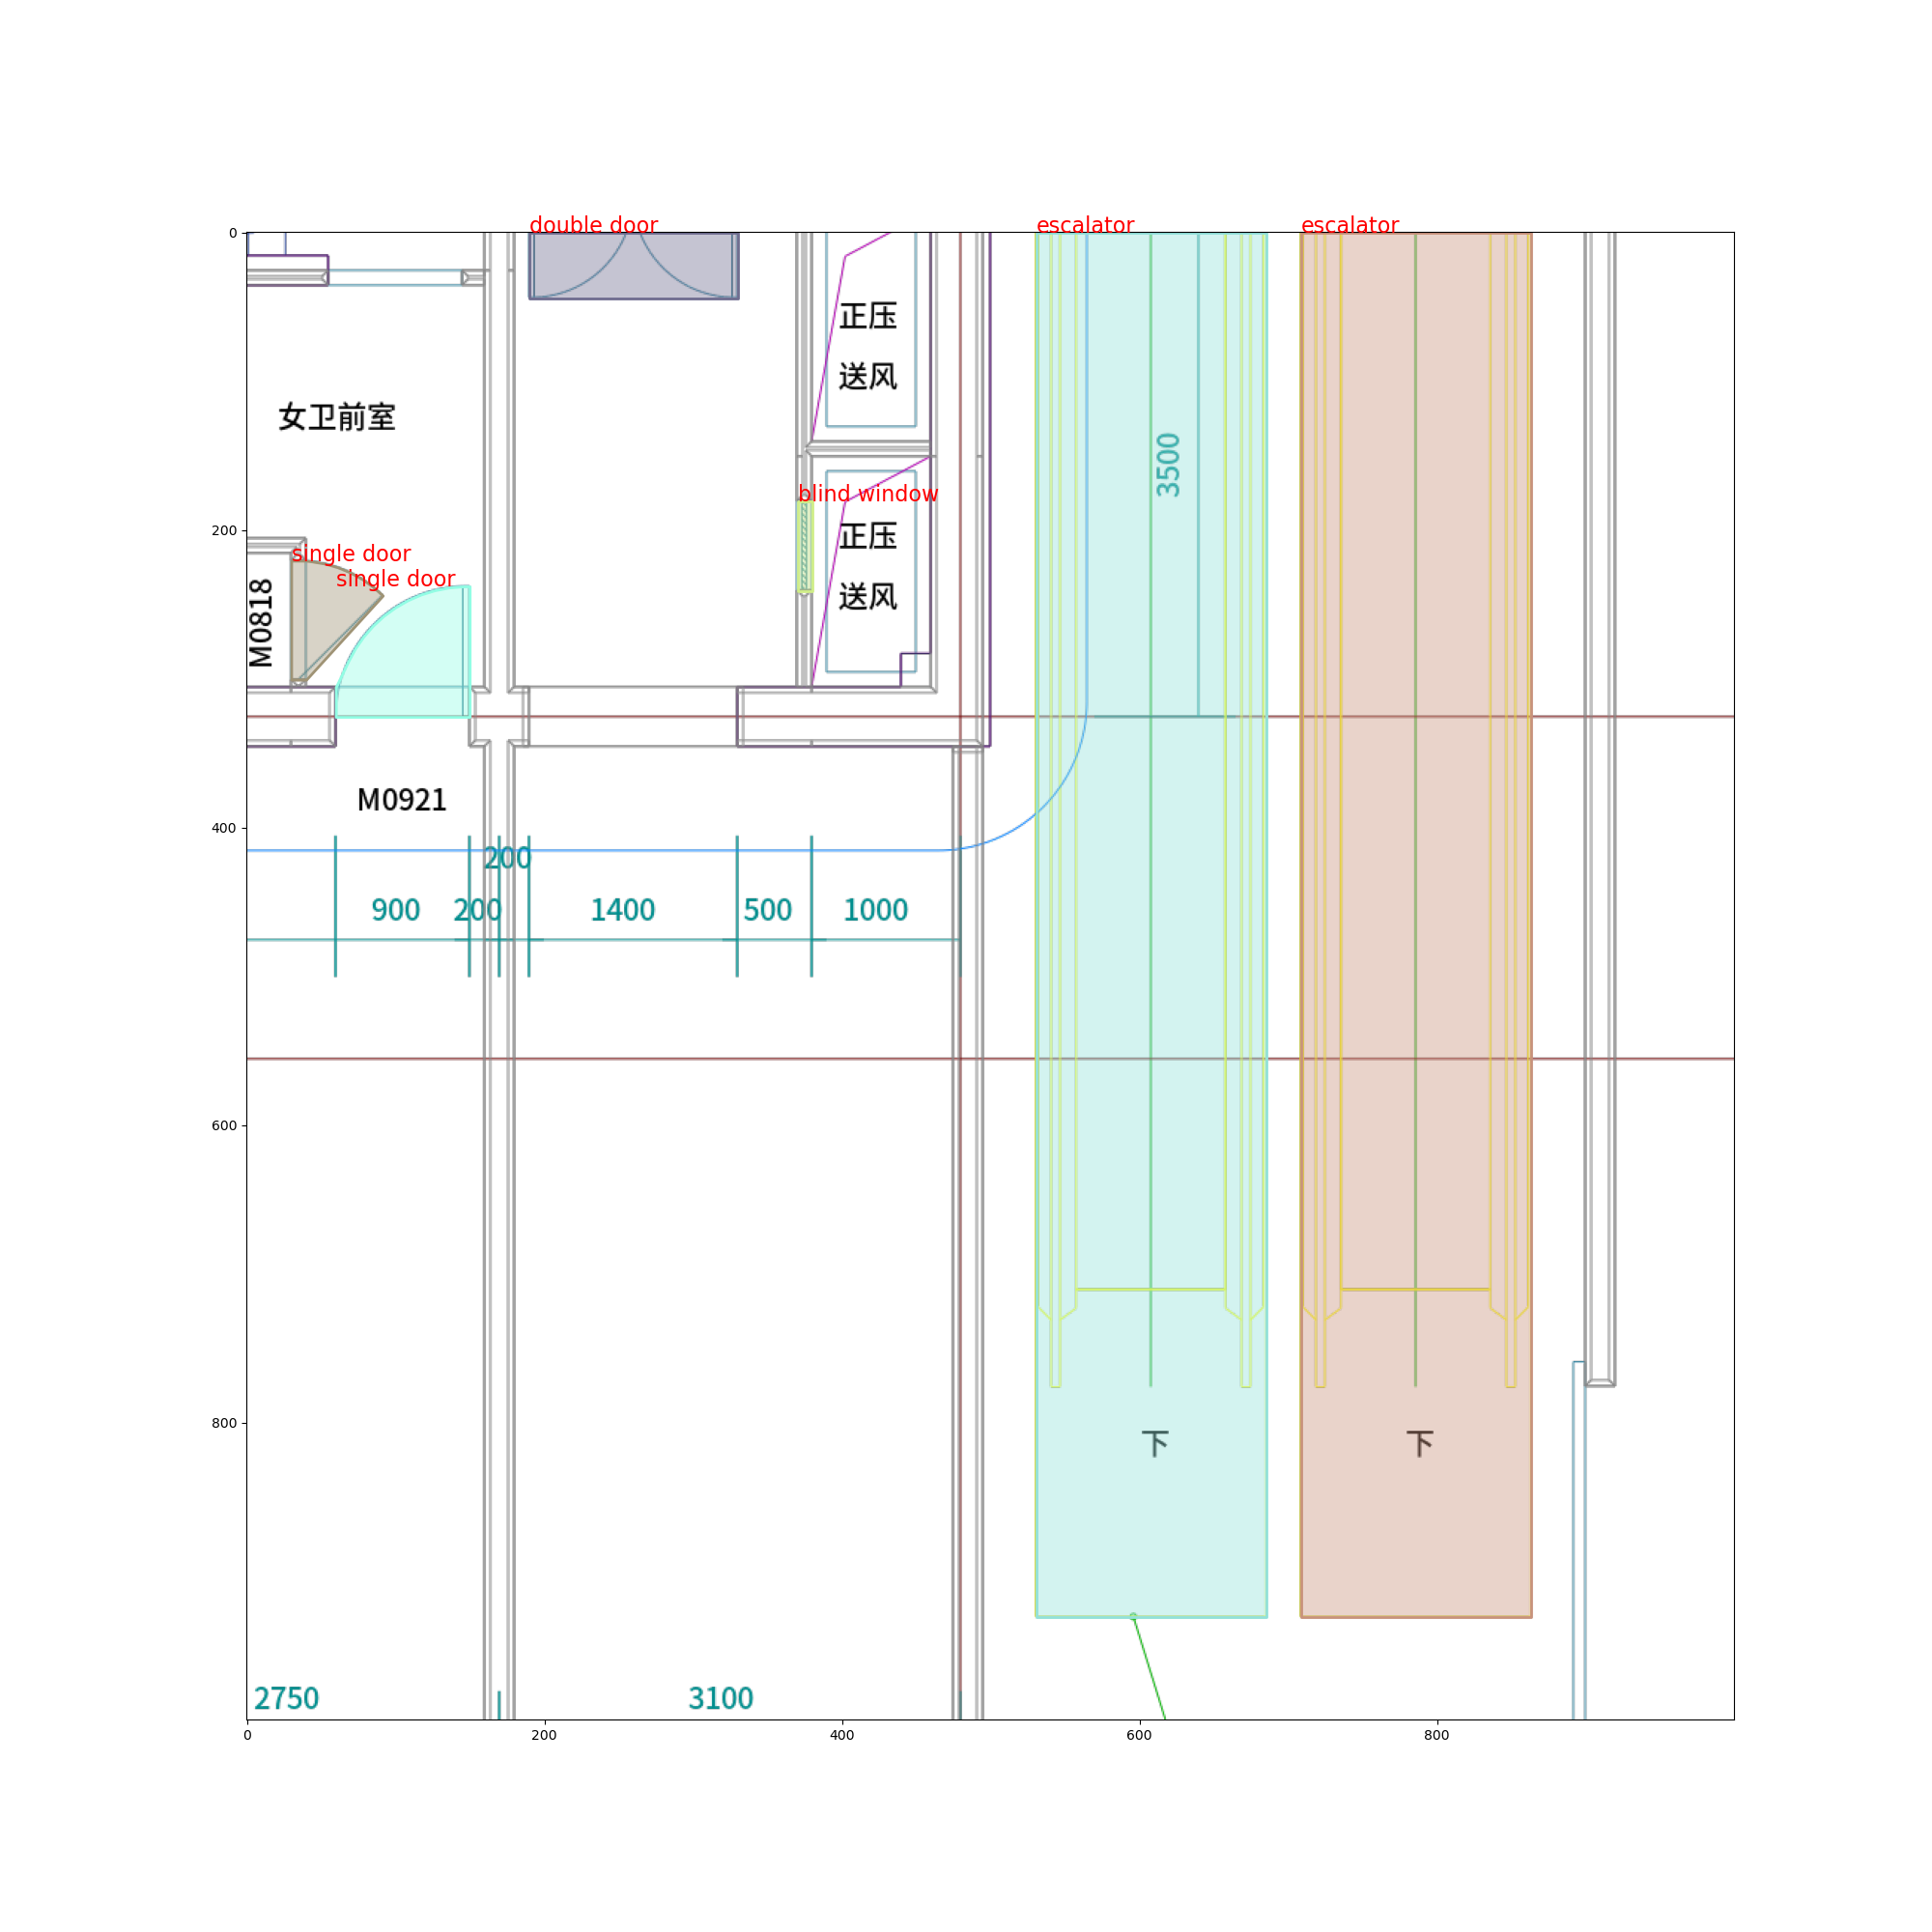 double door
escalator
escalator
0
正压
送风
女卫前室
3500
blind window
200
正压
送风
single door
single door
M0818
M0921
400
200
900
200
1400
500
1000
600
下
下
800
2750
3100
0
200
400
600
800